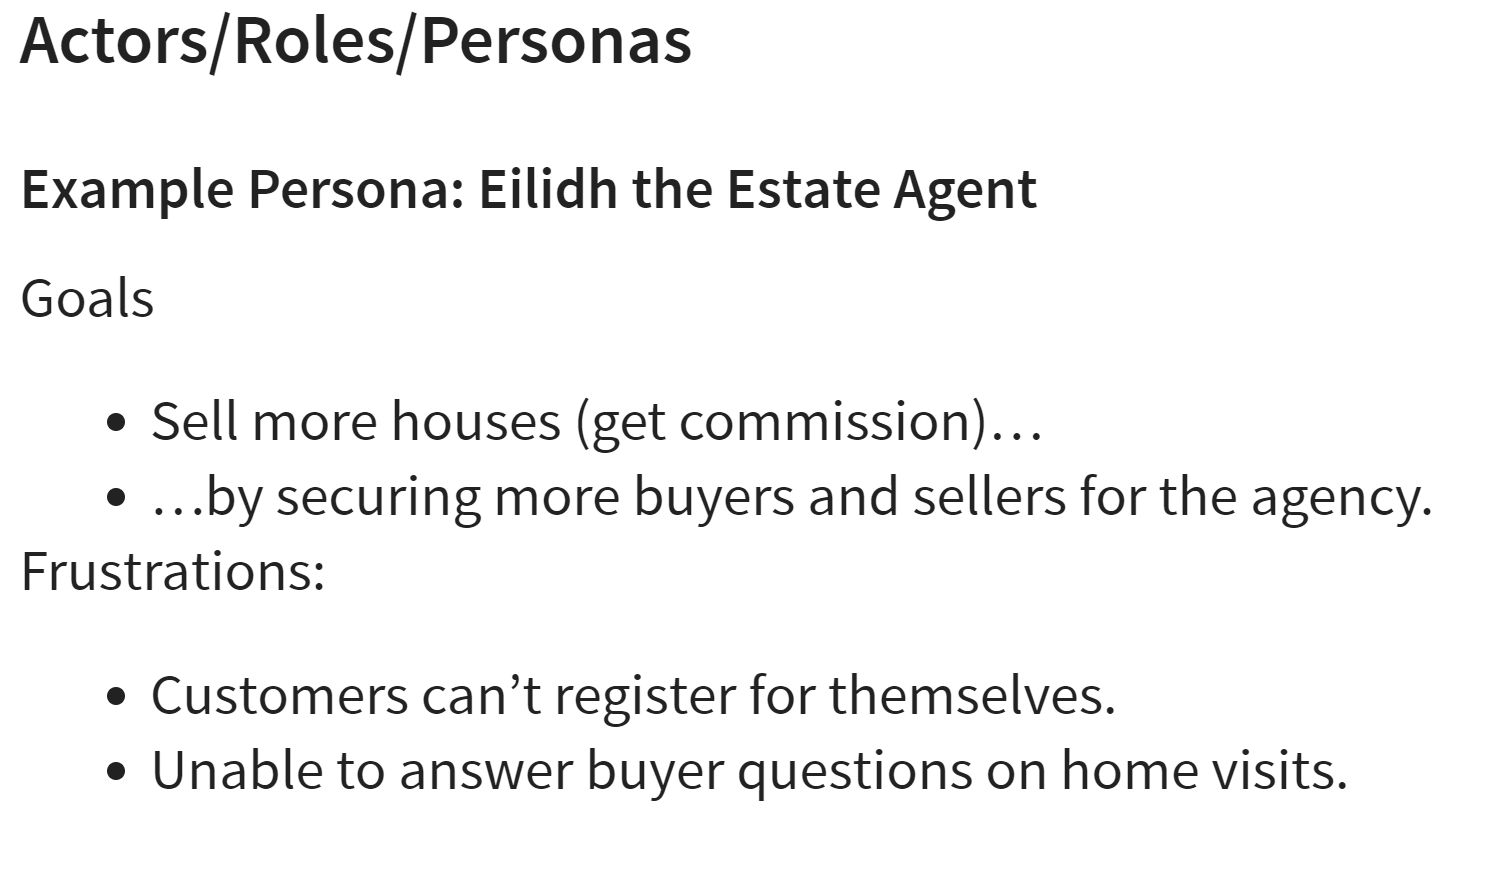 Actors/Roles/Personas
Example Persona: Eilidh the Estate Agent
Goals
• Sell more houses (get commission)…
• …by securing more buyers and sellers for the agency.
Frustrations:
• Customers can’t register for themselves.
• Unable to answer buyer questions on home visits.